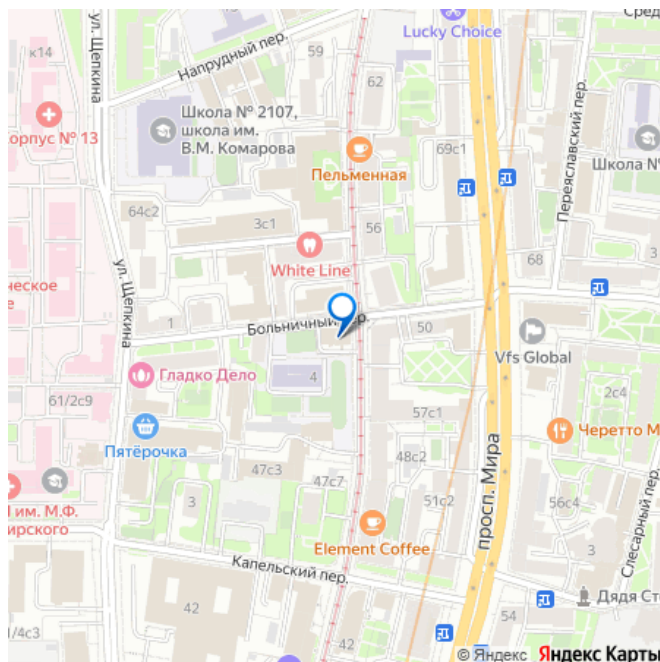 к14
ул. Щепкина
Напрудный пер.
59
Lucky Choice
62
Сред
Школа № 2107,
школа им.
В.М. Комарова
орпус № 13
Пельменная
69с1
Переяславский пер.
Школа №
64с2
3с1
56
White Line
68
ул. Щепкина
ческое
е
1
Больничный пер.
50
Vfs Global
Гладко Дело
4
2с4
61/2с9
57с1
Черетто М
Пятёрочка
48с2
47с3
47с7
просп. Мира
51с2
56с4
I им. М.Ф.
ирского
3
Element Coffee
3
Слесарный пер.
Капельский пер.
Дядя Ст
42
54
1/4с3
42
© Яндекс Яндекс Карты